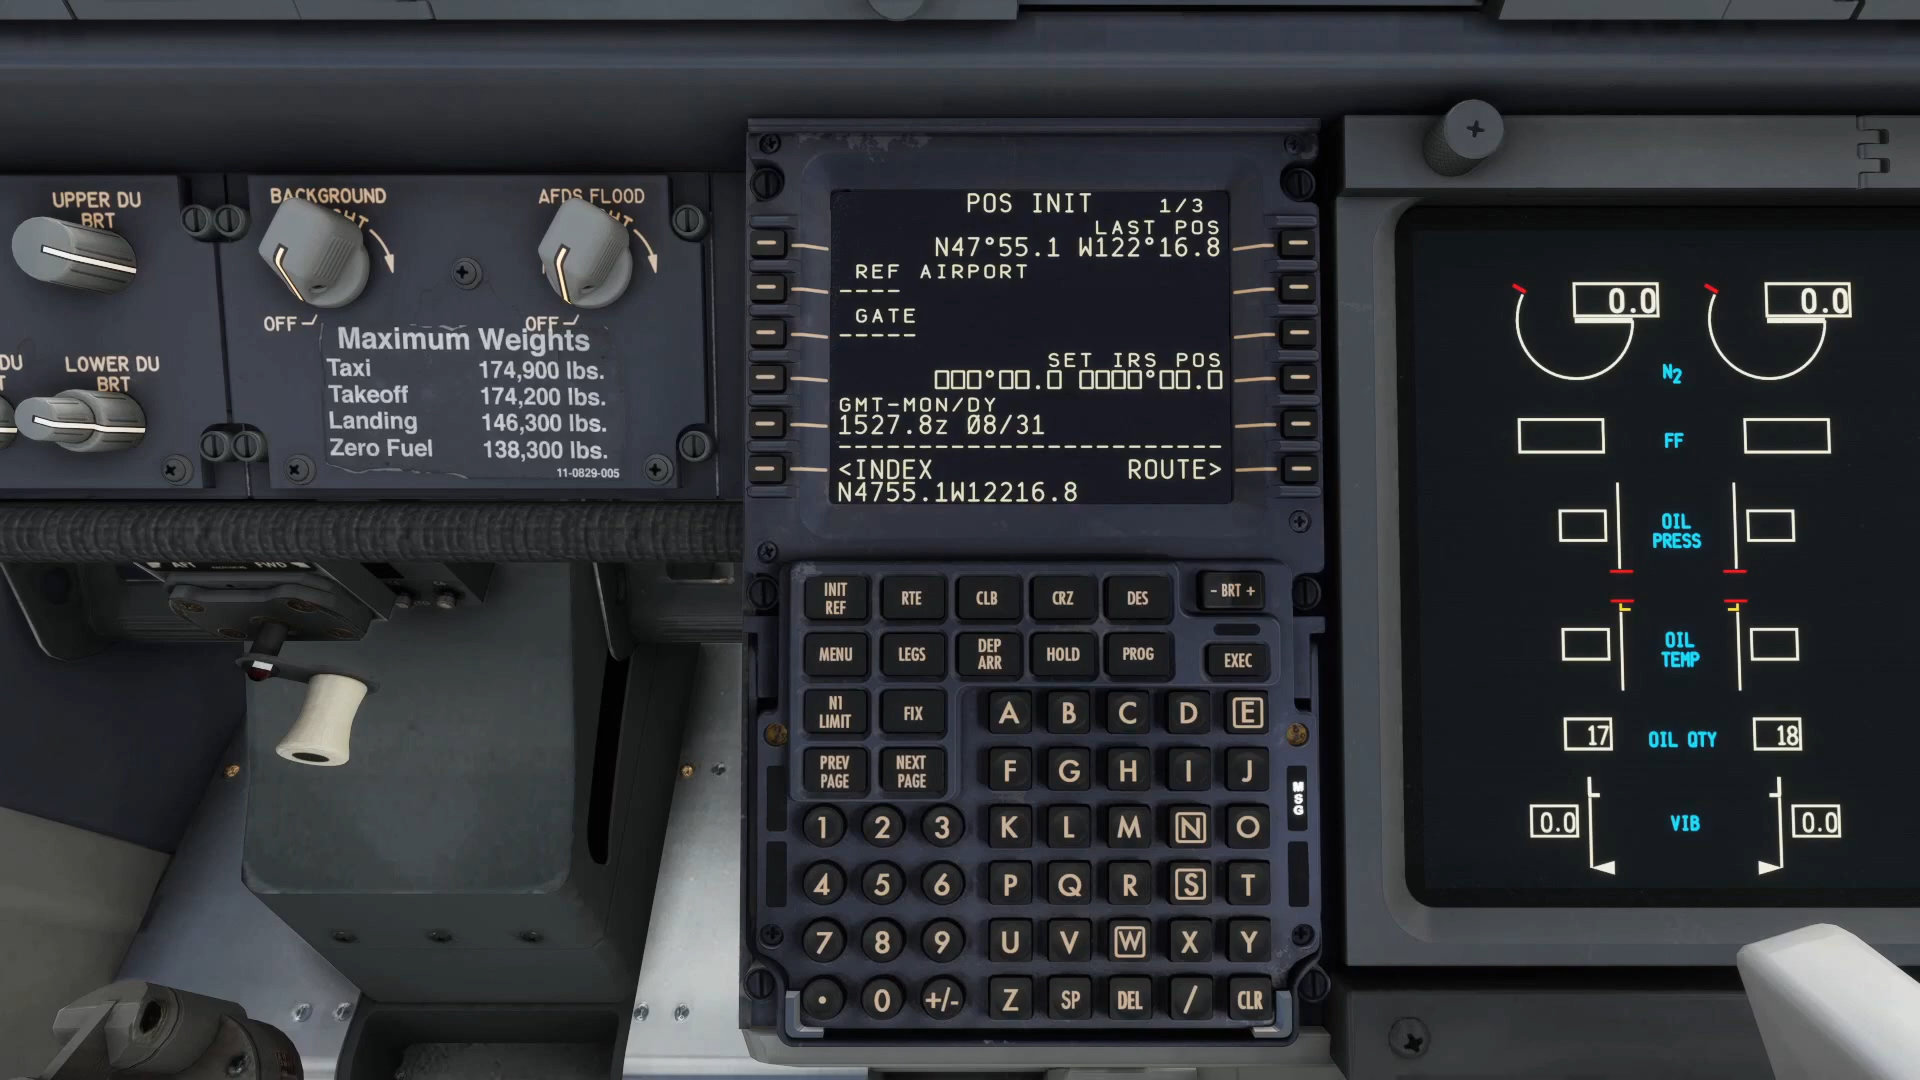 UPPER DU
BRT
BACKGROUND
OFF
AFDS FLOOD
OFF
DU
LOWER DU
BRT
Maximum Weights
Taxi 174,900 lbs.
Takeoff 174,200 lbs.
Landing 146,300 lbs.
Zero Fuel 138,300 lbs.
11-0829-005
AFT
FWD
POS INIT 1/3
LAST POS
N47°55.1 W122°16.8
REF AIRPORT
----
GATE
-----
SET IRS POS
□□□°□□.□ □□□□°□□.□
GMT-MON/DY
1527.8z 08/31
------------------------
<INDEX ROUTE>
N4755.1W12216.8
INIT REF RTE CLB CRZ DES - BRT +
MENU LEGS DEP ARR HOLD PROG EXEC
N1 LIMIT FIX
PREV PAGE NEXT PAGE
A B C D E
F G H I J
1 2 3 K L M N O
4 5 6 P Q R S T
7 8 9 U V W X Y
. 0 +/- Z SP DEL / CLR
MSG
0.0 0.0
N2
FF
OIL
PRESS
OIL
TEMP
17 OIL QTY 18
0.0 VIB 0.0